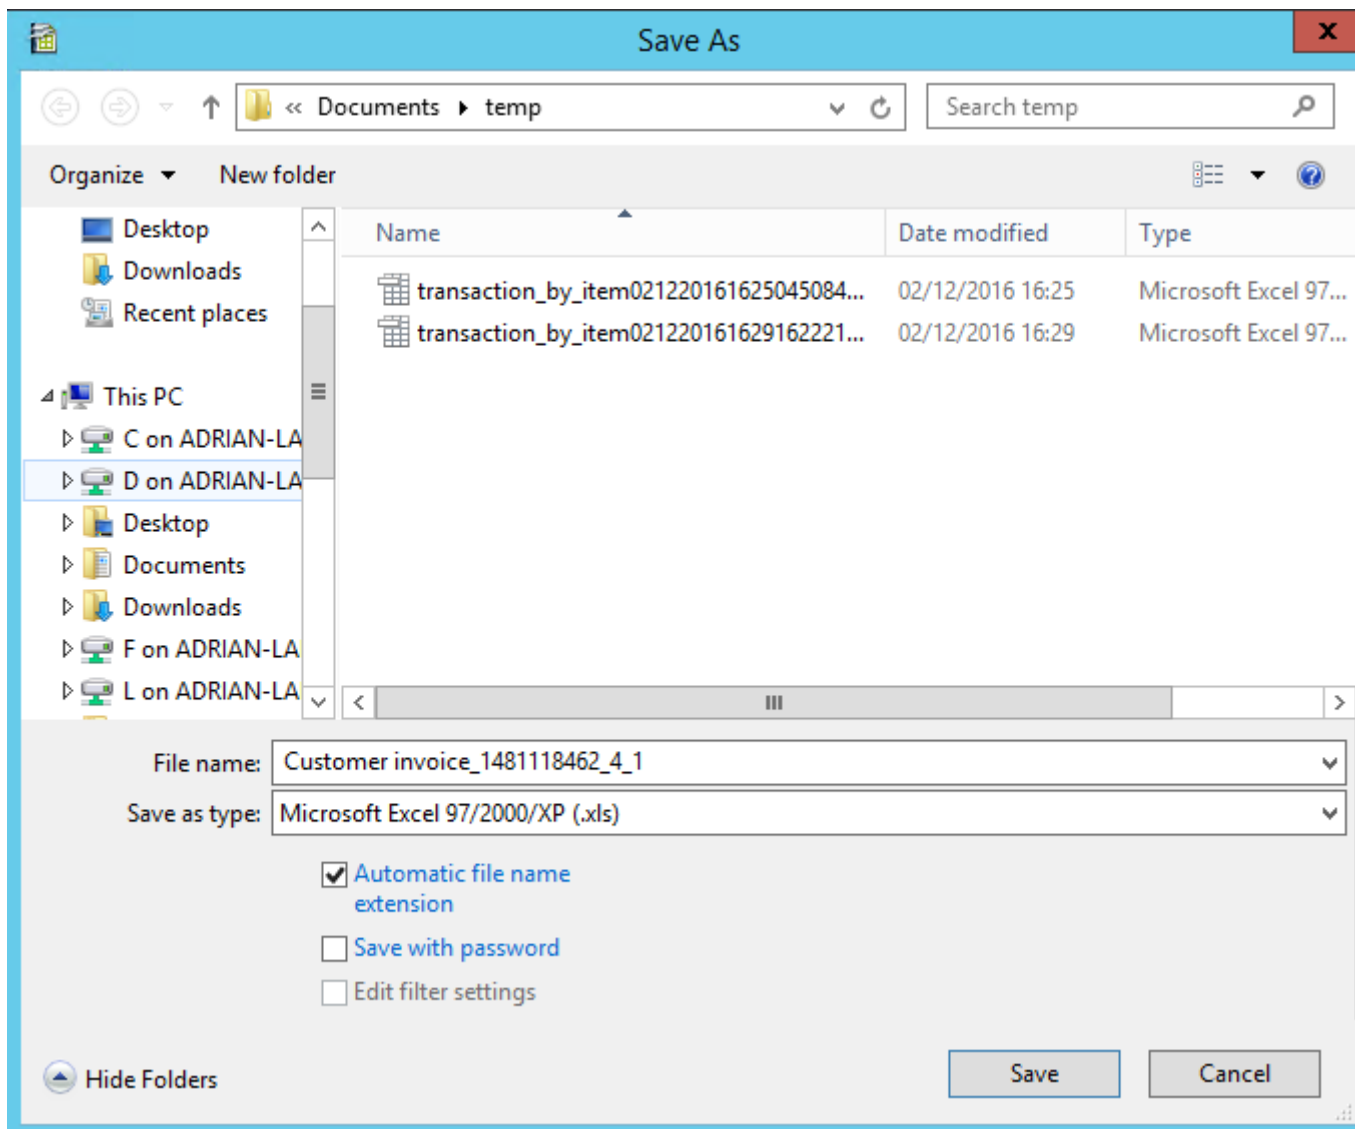 Save As
x
« Documents temp
Search temp
Organize New folder
Name Date modified Type
Desktop
Downloads
Recent places
This PC
C on ADRIAN-LA
D on ADRIAN-LA
Desktop
Documents
Downloads
F on ADRIAN-LA
L on ADRIAN-LA
transaction_by_item021220161625045084... 02/12/2016 16:25 Microsoft Excel 97...
transaction_by_item021220161629162221... 02/12/2016 16:29 Microsoft Excel 97...
File name: Customer invoice_1481118462_4_1
Save as type: Microsoft Excel 97/2000/XP (.xls)
Automatic file name
extension
Save with password
Edit filter settings
Hide Folders Save Cancel